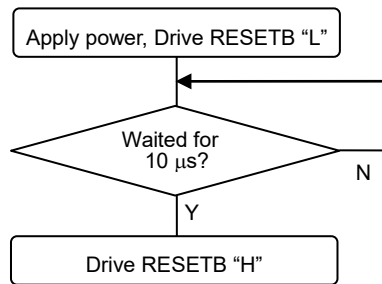 Apply power, Drive RESETB “L”
Waited for
10 μs?
N
Y
Drive RESETB “H”